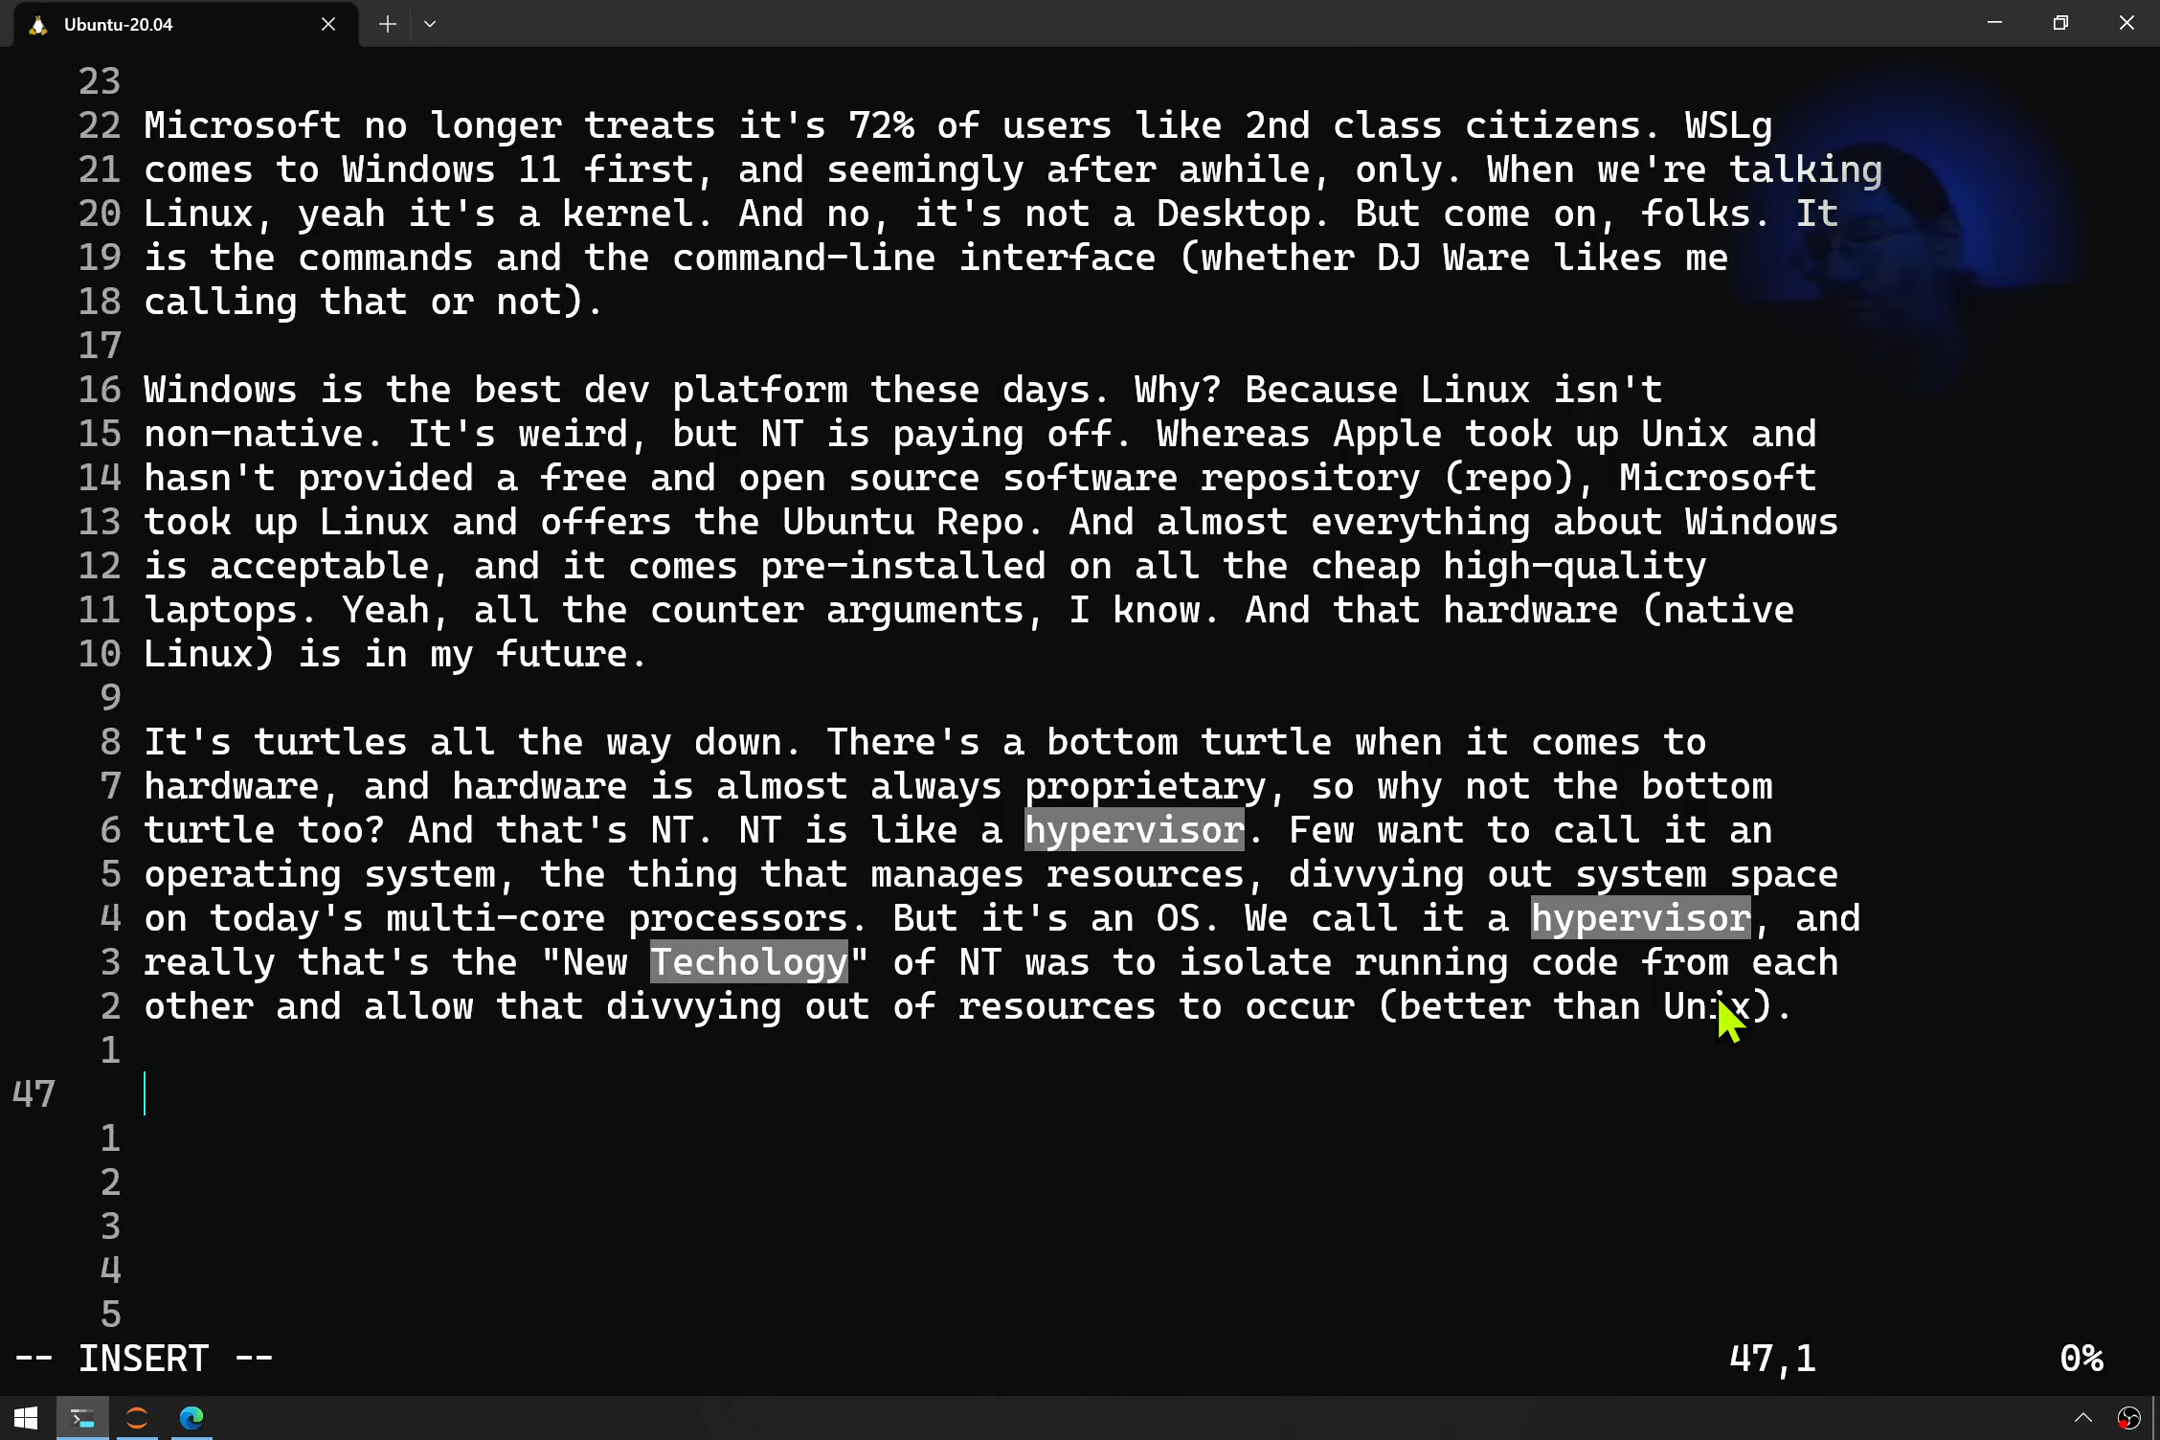 Ubuntu-20.04
23
22 Microsoft no longer treats it's 72% of users like 2nd class citizens. WSLg
21 comes to Windows 11 first, and seemingly after awhile, only. When we're talking
20 Linux, yeah it's a kernel. And no, it's not a Desktop. But come on, folks. It
19 is the commands and the command-line interface (whether DJ Ware likes me
18 calling that or not).
17
16 Windows is the best dev platform these days. Why? Because Linux isn't
15 non-native. It's weird, but NT is paying off. Whereas Apple took up Unix and
14 hasn't provided a free and open source software repository (repo), Microsoft
13 took up Linux and offers the Ubuntu Repo. And almost everything about Windows
12 is acceptable, and it comes pre-installed on all the cheap high-quality
11 laptops. Yeah, all the counter arguments, I know. And that hardware (native
10 Linux) is in my future.
9
8 It's turtles all the way down. There's a bottom turtle when it comes to
7 hardware, and hardware is almost always proprietary, so why not the bottom
6 turtle too? And that's NT. NT is like a hypervisor. Few want to call it an
5 operating system, the thing that manages resources, divvying out system space
4 on today's multi-core processors. But it's an OS. We call it a hypervisor, and
3 really that's the "New Techology" of NT was to isolate running code from each
2 other and allow that divvying out of resources to occur (better than Unix).
1
47
1
2
3
4
5
-- INSERT -- 47,1 0%